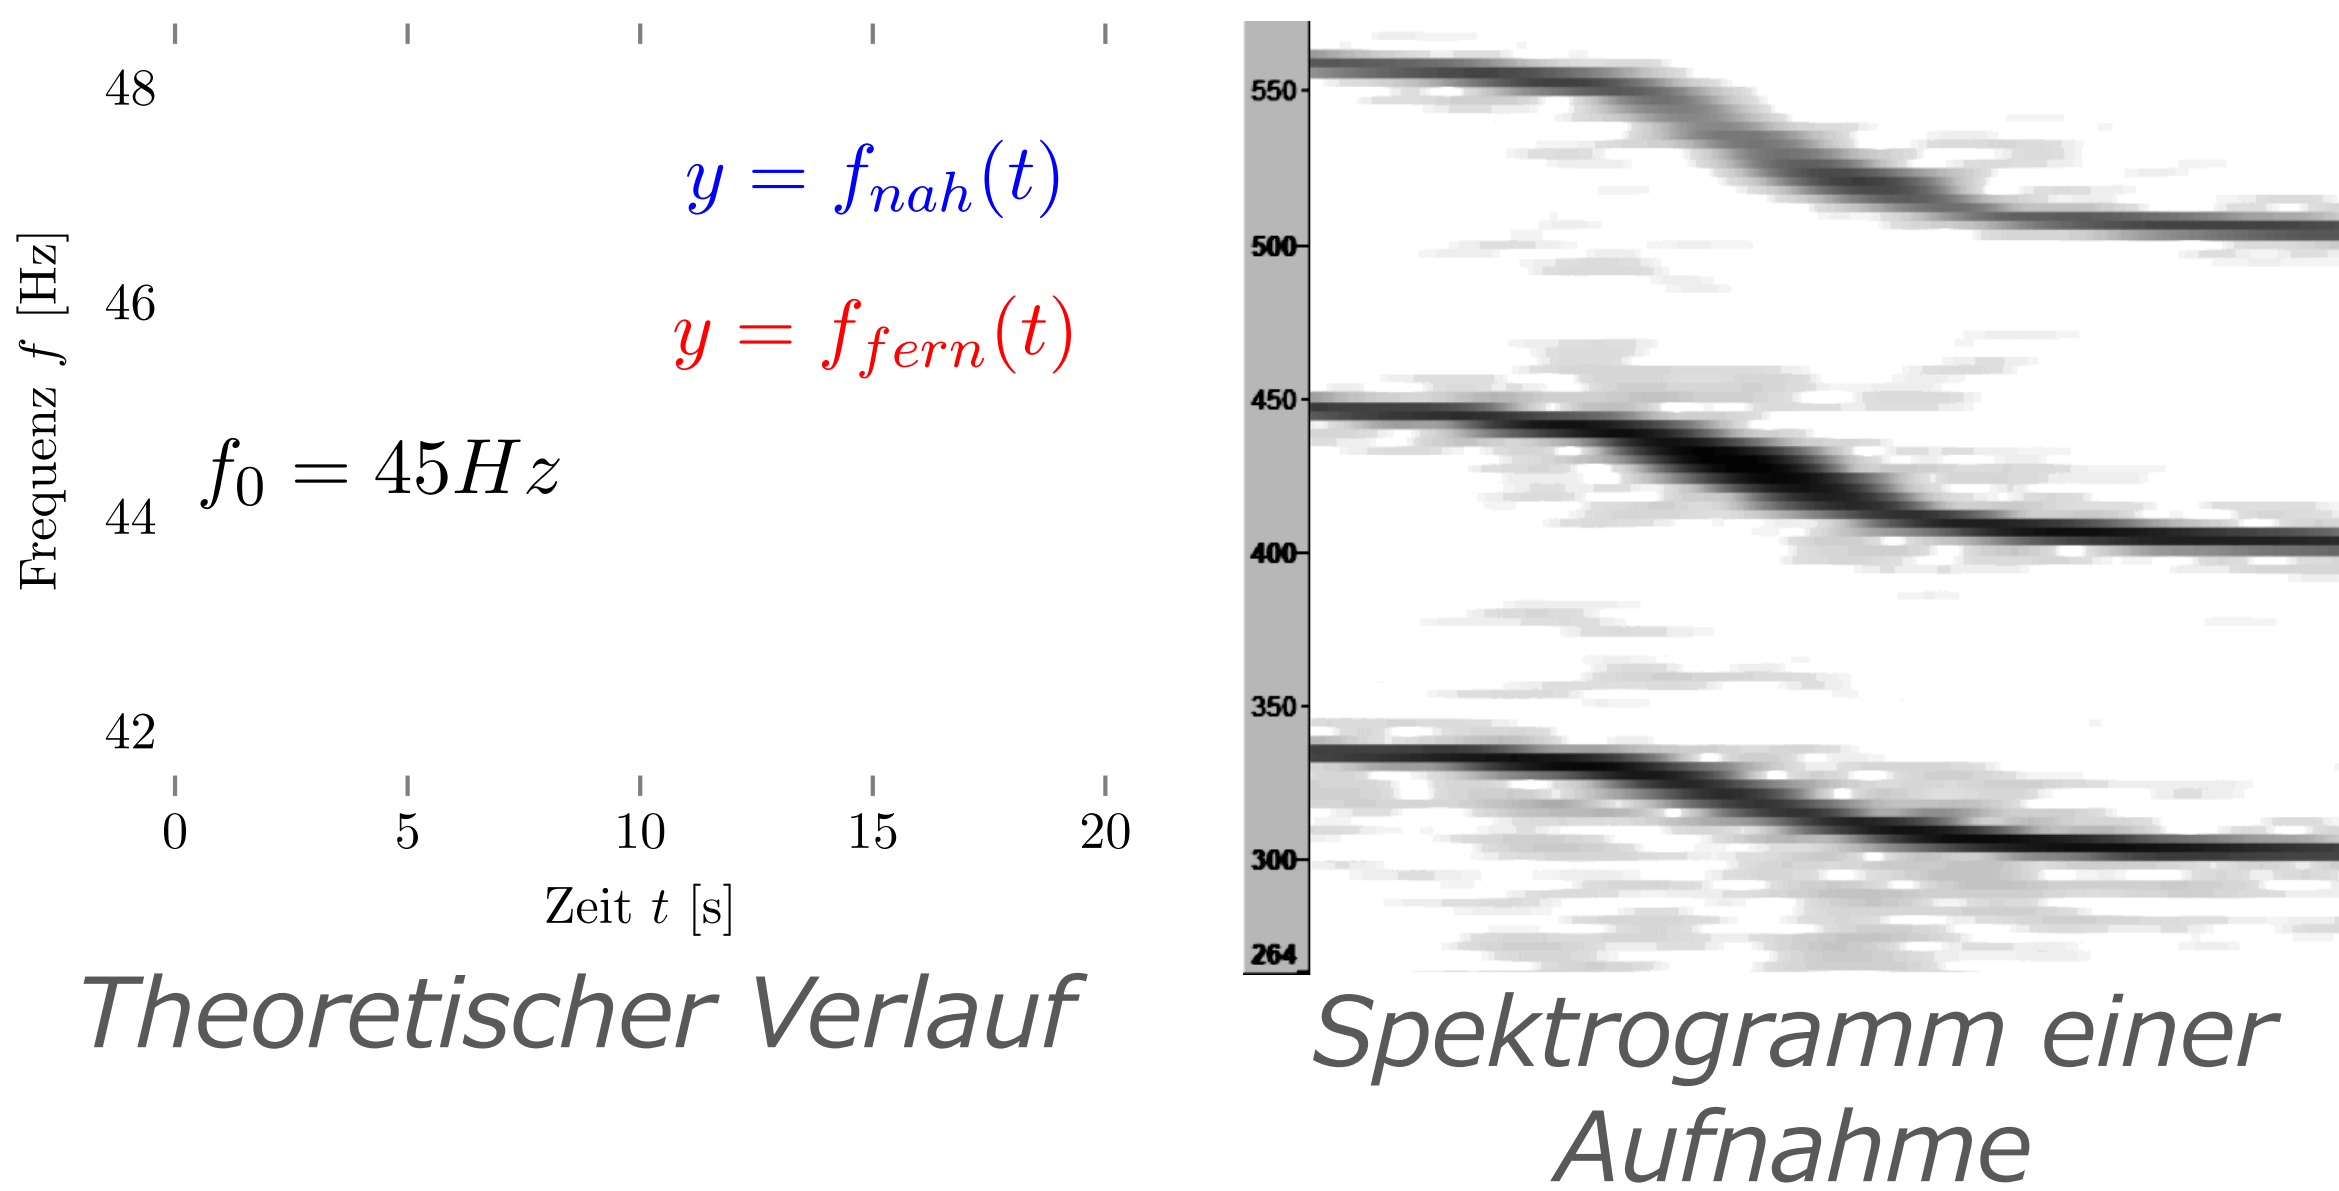 48
46
44
42
Frequenz f [Hz]
y = f_nah(t)
y = f_fern(t)
f_0 = 45Hz
0 5 10 15 20
Zeit t [s]
Theoretischer Verlauf
550
500
450
400
350
300
264
Spektrogramm einer
Aufnahme